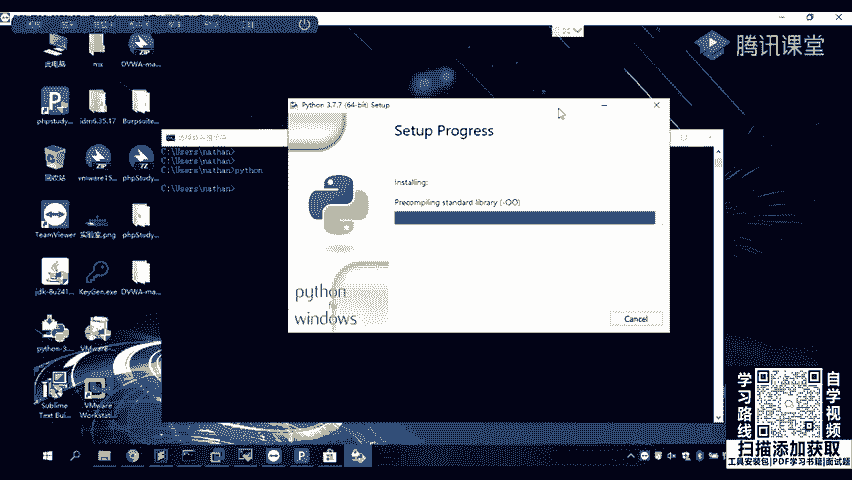 腾讯课堂
此电脑
mx
DVWA-ma...
phpstudy...
idm6.35.17
Burpsuite...
回收站
vmware15...
phpStudy...
TeamViewer
实验室.png
phpStudy...
jdk-8u241...
KeyGen.exe
DVWA-ma...
python-3...
VMware-...
Sublime
Text Bui...
VMware
Workstat...
C:\Users\nathan>
C:\Users\nathan>
C:\Users\nathan>python
C:\Users\nathan>
Python 3.7.7 (64-bit) Setup
Setup Progress
Installing:
Precompiling standard library (-OO)
python
windows
Cancel
学习路线
自学视频
扫描添加获取
工具安装包|PDF学习书籍|面试题